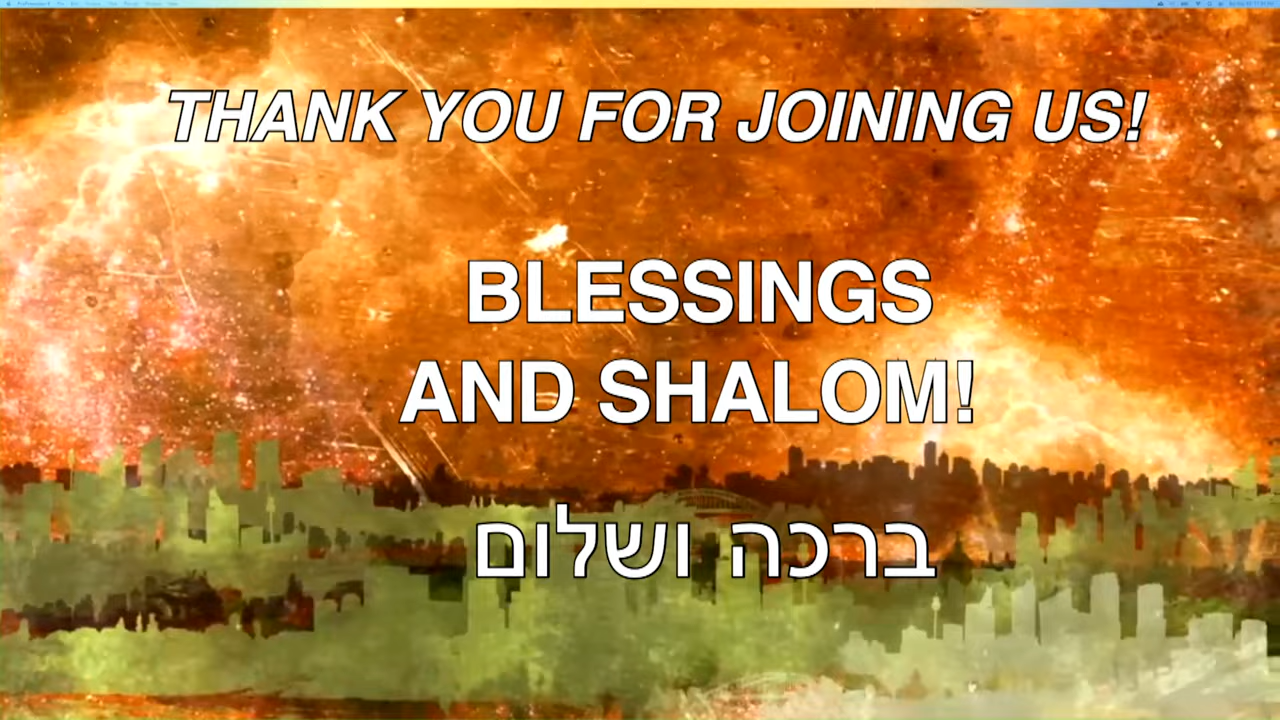 THANK YOU FOR JOINING US!
BLESSINGS
AND SHALOM!
ברכה ושלום